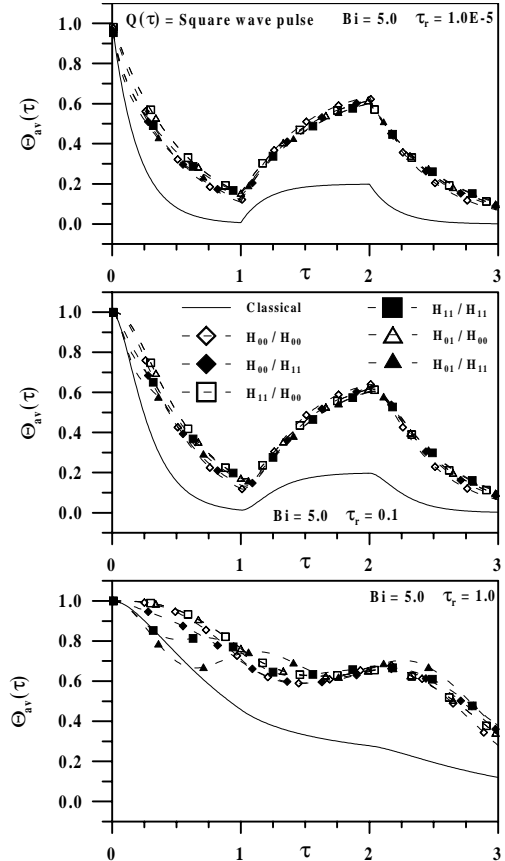 Q(τ) = Square wave pulse Bi = 5.0 τr = 1.0E-5
1.0
0.8
0.6
0.4
0.2
0.0
Θav(τ)
0 1 τ 2 3
Classical
H00 / H00
H00 / H11
H11 / H00
H11 / H11
H01 / H00
H01 / H11
1.0
0.8
0.6
0.4
0.2
0.0
Θav(τ)
Bi = 5.0 τr = 0.1
0 1 τ 2 3
Bi = 5.0 τr = 1.0
1.0
0.8
0.6
0.4
0.2
0.0
Θav(τ)
0 1 τ 2 3